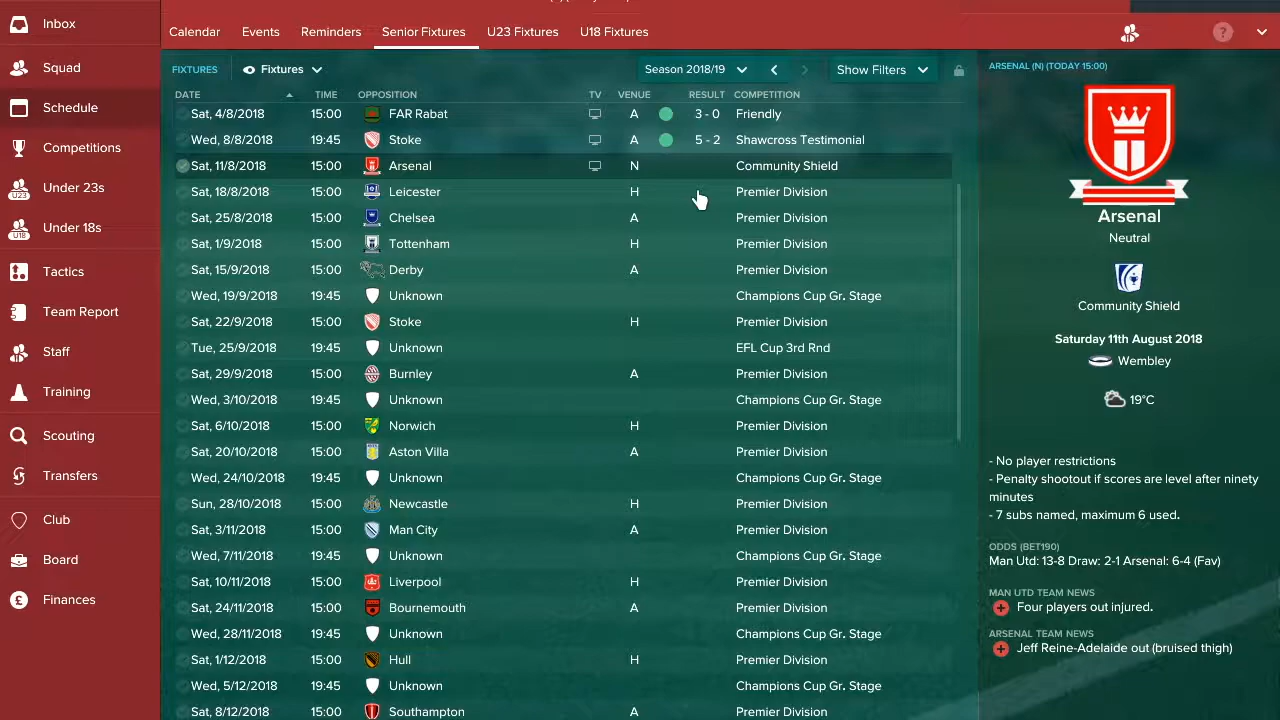 Inbox
Squad
Schedule
Competitions
U23
Under 23s
U18
Under 18s
Tactics
Team Report
Staff
Training
Scouting
Transfers
Club
Board
£ Finances
Calendar Events Reminders Senior Fixtures U23 Fixtures U18 Fixtures ?
FIXTURES Fixtures Season 2018/19 Show Filters
DATE TIME OPPOSITION TV VENUE RESULT COMPETITION
Sat, 4/8/2018 15:00 FAR Rabat A 3 - 0 Friendly
Wed, 8/8/2018 19:45 Stoke A 5 - 2 Shawcross Testimonial
Sat, 11/8/2018 15:00 Arsenal N Community Shield
Sat, 18/8/2018 15:00 Leicester H Premier Division
Sat, 25/8/2018 15:00 Chelsea A Premier Division
Sat, 1/9/2018 15:00 Tottenham H Premier Division
Sat, 15/9/2018 15:00 Derby A Premier Division
Wed, 19/9/2018 19:45 Unknown Champions Cup Gr. Stage
Sat, 22/9/2018 15:00 Stoke H Premier Division
Tue, 25/9/2018 19:45 Unknown EFL Cup 3rd Rnd
Sat, 29/9/2018 15:00 Burnley A Premier Division
Wed, 3/10/2018 19:45 Unknown Champions Cup Gr. Stage
Sat, 6/10/2018 15:00 Norwich H Premier Division
Sat, 20/10/2018 15:00 Aston Villa A Premier Division
Wed, 24/10/2018 19:45 Unknown Champions Cup Gr. Stage
Sun, 28/10/2018 15:00 Newcastle H Premier Division
Sat, 3/11/2018 15:00 Man City A Premier Division
Wed, 7/11/2018 19:45 Unknown Champions Cup Gr. Stage
Sat, 10/11/2018 15:00 Liverpool H Premier Division
Sat, 24/11/2018 15:00 Bournemouth A Premier Division
Wed, 28/11/2018 19:45 Unknown Champions Cup Gr. Stage
Sat, 1/12/2018 15:00 Hull H Premier Division
Wed, 5/12/2018 19:45 Unknown Champions Cup Gr. Stage
Sat, 8/12/2018 15:00 Southampton A Premier Division
ARSENAL (N) (TODAY 15:00)
Arsenal
Neutral
Community Shield
Saturday 11th August 2018
Wembley
19°C
- No player restrictions
- Penalty shootout if scores are level after ninety
minutes
- 7 subs named, maximum 6 used.
ODDS (BET190)
Man Utd: 13-8 Draw: 2-1 Arsenal: 6-4 (Fav)
MAN UTD TEAM NEWS
Four players out injured.
ARSENAL TEAM NEWS
Jeff Reine-Adelaide out (bruised thigh)